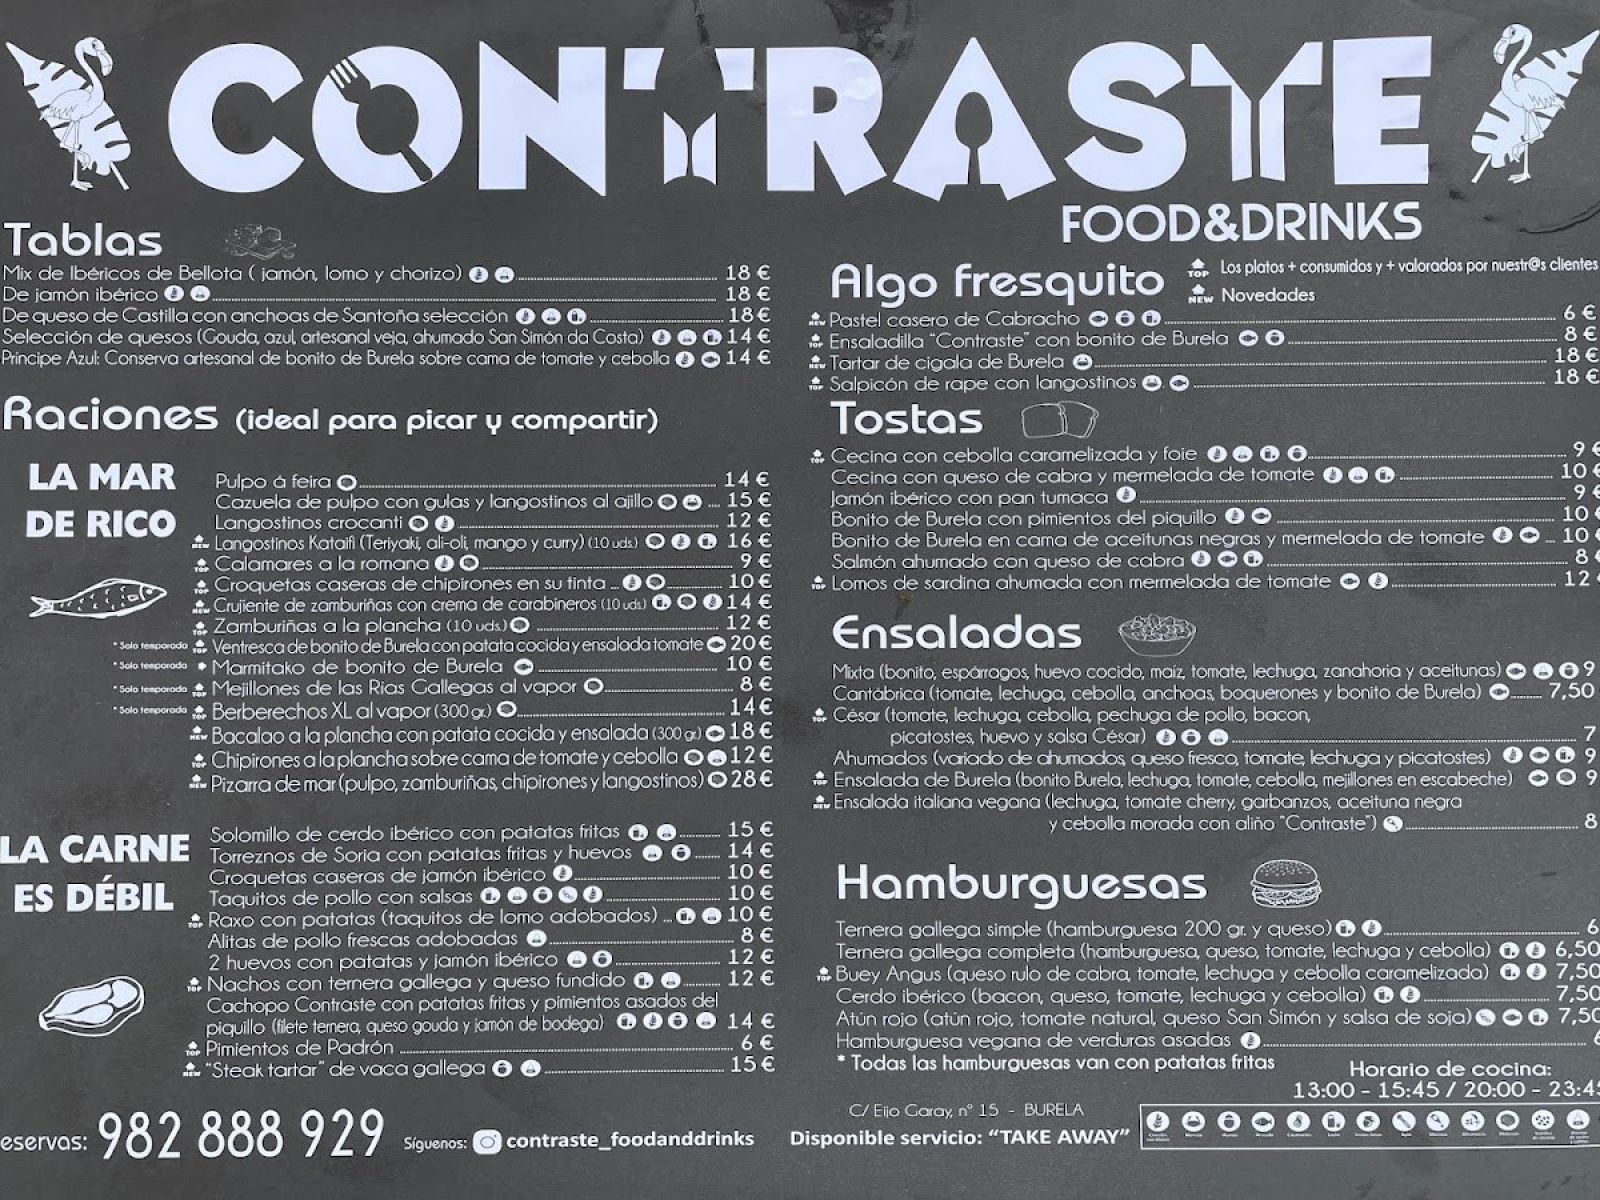 CONTRASTE
FOOD&DRINKS
Tablas
Mix de Ibéricos de Bellota ( jamón, lomo y chorizo) 18 €
De jamón ibérico 18 €
De queso de Castilla con anchoas de Santoña selección 18 €
Selección de quesos (Gouda, azul, artesanal veja, ahumado San Simón da Costa) 14 €
Príncipe Azul: Conserva artesanal de bonito de Burela sobre cama de tomate y cebolla 14 €
Raciones (ideal para picar y compartir)
LA MAR
DE RICO
Pulpo á feira 14 €
Cazuela de pulpo con gulas y langostinos al ajillo 15 €
Langostinos crocanti 12 €
NEW Langostinos Kataifi (Teriyaki, ali-oli, mango y curry) (10 uds.) 16 €
TOP Calamares a la romana 9 €
TOP Croquetas caseras de chipirones en su tinta 10 €
NEW Crujiente de zamburiñas con crema de carabineros (10 uds.) 14 €
TOP Zamburiñas a la plancha (10 uds.) 12 €
* Solo temporada TOP Ventresca de bonito de Burela con patata cocida y ensalada tomate 20 €
* Solo temporada Marmitako de bonito de Burela 10 €
* Solo temporada TOP Mejillones de las Rías Gallegas al vapor 8 €
* Solo temporada TOP Berberechos XL al vapor (300 gr.) 14 €
NEW Bacalao a la plancha con patata cocida y ensalada (300 gr.) 18 €
TOP Chipirones a la plancha sobre cama de tomate y cebolla 12 €
NEW Pizarra de mar (pulpo, zamburiñas, chipirones y langostinos) 28 €
LA CARNE
ES DÉBIL
Solomillo de cerdo ibérico con patatas fritas 15 €
Torreznos de Soria con patatas fritas y huevos 14 €
Croquetas caseras de jamón ibérico 10 €
Taquitos de pollo con salsas 10 €
TOP Raxo con patatas (taquitos de lomo adobados) 10 €
Alitas de pollo frescas adobadas 8 €
2 huevos con patatas y jamón ibérico 12 €
TOP Nachos con ternera gallega y queso fundido 12 €
Cachopo Contraste con patatas fritas y pimientos asados del
piquillo (filete ternera, queso gouda y jamón de bodega) 14 €
TOP Pimientos de Padrón 6 €
NEW "Steak tartar" de vaca gallega 15 €
eservas: 982 888 929
Síguenos: contraste_foodanddrinks
Algo fresquito
TOP Los platos + consumidos y + valorados por nuestr@s clientes
NEW Novedades
NEW Pastel casero de Cabracho 6 €
TOP Ensaladilla "Contraste" con bonito de Burela 8 €
NEW Tartar de cigala de Burela 18 €
TOP Salpicón de rape con langostinos 18 €
Tostas
TOP Cecina con cebolla caramelizada y foie 9 €
Cecina con queso de cabra y mermelada de tomate 10 €
Jamón ibérico con pan tumaca 9 €
Bonito de Burela con pimientos del piquillo 10 €
Bonito de Burela en cama de aceitunas negras y mermelada de tomate 10 €
Salmón ahumado con queso de cabra 8 €
TOP Lomos de sardina ahumada con mermelada de tomate 12 €
Ensaladas
Mixta (bonito, espárragos, huevo cocido, maíz, tomate, lechuga, zanahoria y aceitunas) 9
Cantábrica (tomate, lechuga, cebolla, anchoas, boquerones y bonito de Burela) 7,50
TOP César (tomate, lechuga, cebolla, pechuga de pollo, bacon,
picatostes, huevo y salsa César) 7
Ahumados (variado de ahumados, queso fresco, tomate, lechuga y picatostes) 9
TOP Ensalada de Burela (bonito Burela, lechuga, tomate, cebolla, mejillones en escabeche) 9
NEW Ensalada italiana vegana (lechuga, tomate cherry, garbanzos, aceituna negra
y cebolla morada con aliño "Contraste") 8
Hamburguesas
Ternera gallega simple (hamburguesa 200 gr. y queso) 6
Ternera gallega completa (hamburguesa, queso, tomate, lechuga y cebolla) 6,50
TOP Buey Angus (queso rulo de cabra, tomate, lechuga y cebolla caramelizada) 7,50
Cerdo ibérico (bacon, queso, tomate, lechuga y cebolla) 7,50
Atún rojo (atún rojo, tomate natural, queso San Simón y salsa de soja) 7,50
Hamburguesa vegana de verduras asadas
* Todas las hamburguesas van con patatas fritas
Horario de cocina:
13:00 - 15:45 / 20:00 - 23:45
C/ Eijo Garay, nº 15 - BURELA
Disponible servicio: "TAKE AWAY"